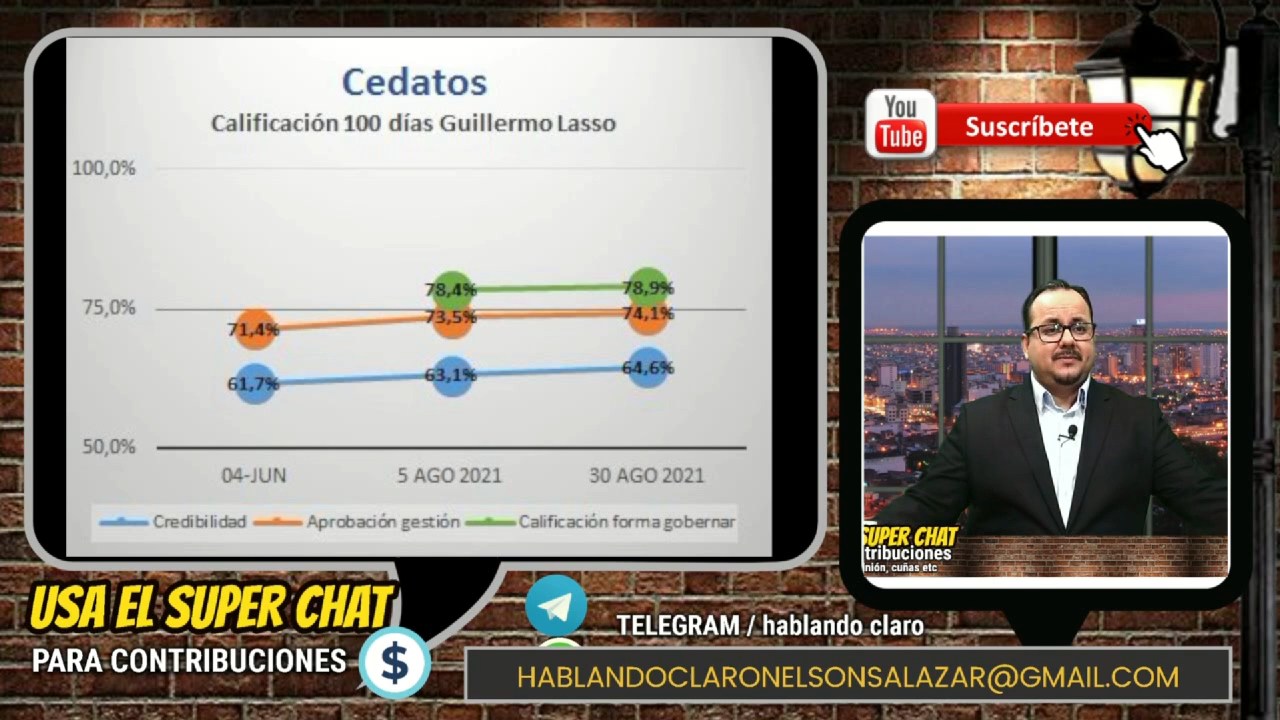 Cedatos
Calificación 100 días Guillermo Lasso
100,0%
75,0%
50,0%
78,4%
78,9%
71,4%
73,5%
74,1%
61,7%
63,1%
64,6%
04-JUN
5 AGO 2021
30 AGO 2021
Credibilidad
Aprobación gestión
Calificación forma gobernar
You
Tube
Suscríbete
SUPER CHAT
tribuciones
nión, cuñas etc
USA EL SUPER CHAT
PARA CONTRIBUCIONES
$
TELEGRAM / hablando claro
HABLANDOCLARONELSONSALAZAR@GMAIL.COM